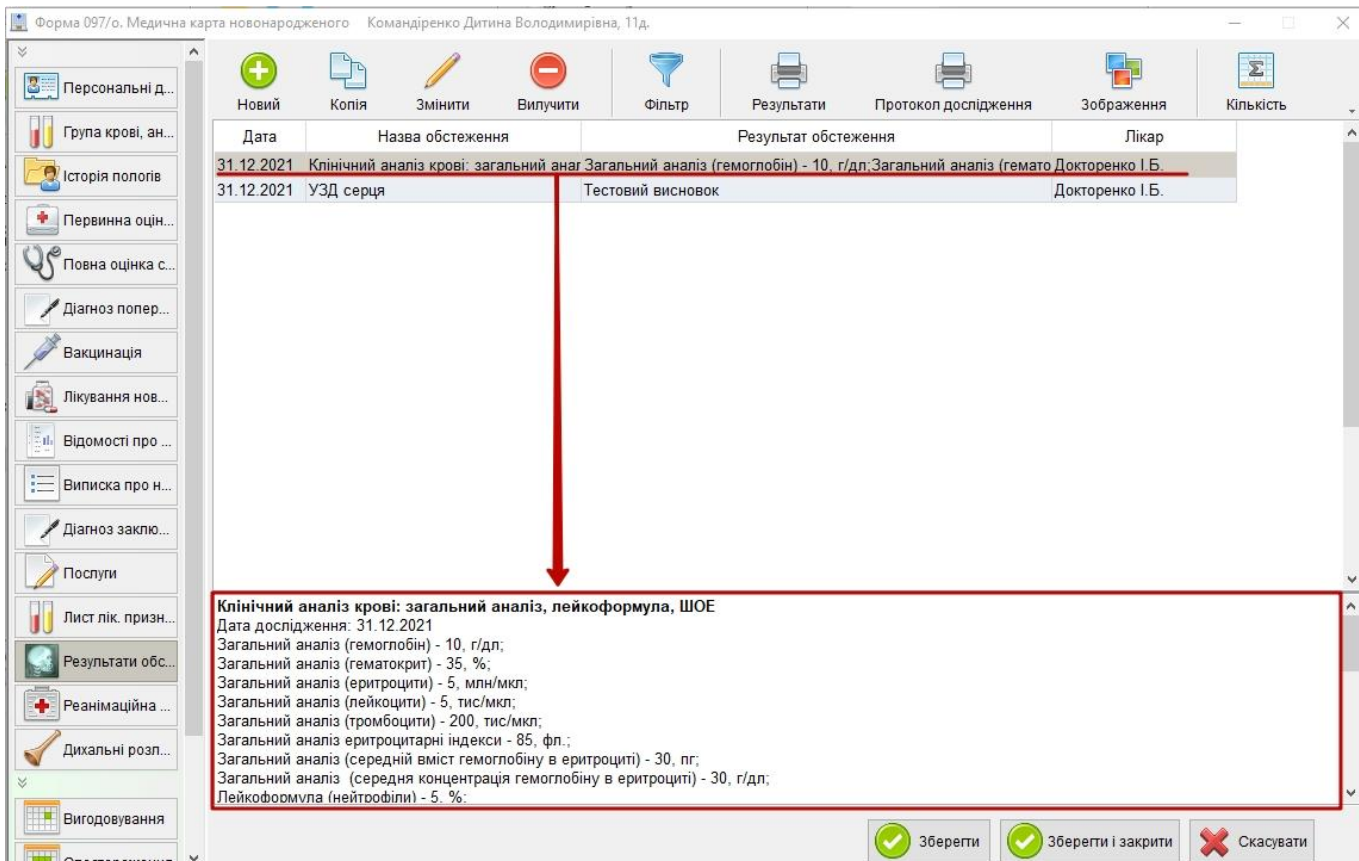 Форма 097/о. Медична карта новонародженого Командіренко Дитина Володимирівна, 11д.
Персональні д...
Група крові, ан...
Історія пологів
Первинна оцін...
Повна оцінка с...
Діагноз попер...
Вакцинація
Лікування нов...
Відомості про ...
Виписка про н...
Діагноз заклю...
Послуги
Лист лік. призн...
Результати обс...
Реанімаційна ...
Дихальні розл...
Вигодовування
Спостереження
Новий Копія Змінити Вилучити Фільтр Результати Протокол дослідження Зображення Кількість
Дата Назва обстеження Результат обстеження Лікар
31.12.2021 Клінічний аналіз крові: загальний анал Загальний аналіз (гемоглобін) - 10, г/дл;Загальний аналіз (гемато Докторенко І.Б.
31.12.2021 УЗД серця Тестовий висновок Докторенко І.Б.
Клінічний аналіз крові: загальний аналіз, лейкоформула, ШОЕ
Дата дослідження: 31.12.2021
Загальний аналіз (гемоглобін) - 10, г/дл;
Загальний аналіз (гематокрит) - 35, %;
Загальний аналіз (еритроцити) - 5, млн/мкл;
Загальний аналіз (лейкоцити) - 5, тис/мкл;
Загальний аналіз (тромбоцити) - 200, тис/мкл;
Загальний аналіз еритроцитарні індекси - 85, фл.;
Загальний аналіз (середній вміст гемоглобіну в еритроциті) - 30, пг;
Загальний аналіз (середня концентрація гемоглобіну в еритроциті) - 30, г/дл;
Лейкоформула (нейтрофіли) - 5, %;
Зберегти Зберегти і закрити Скасувати